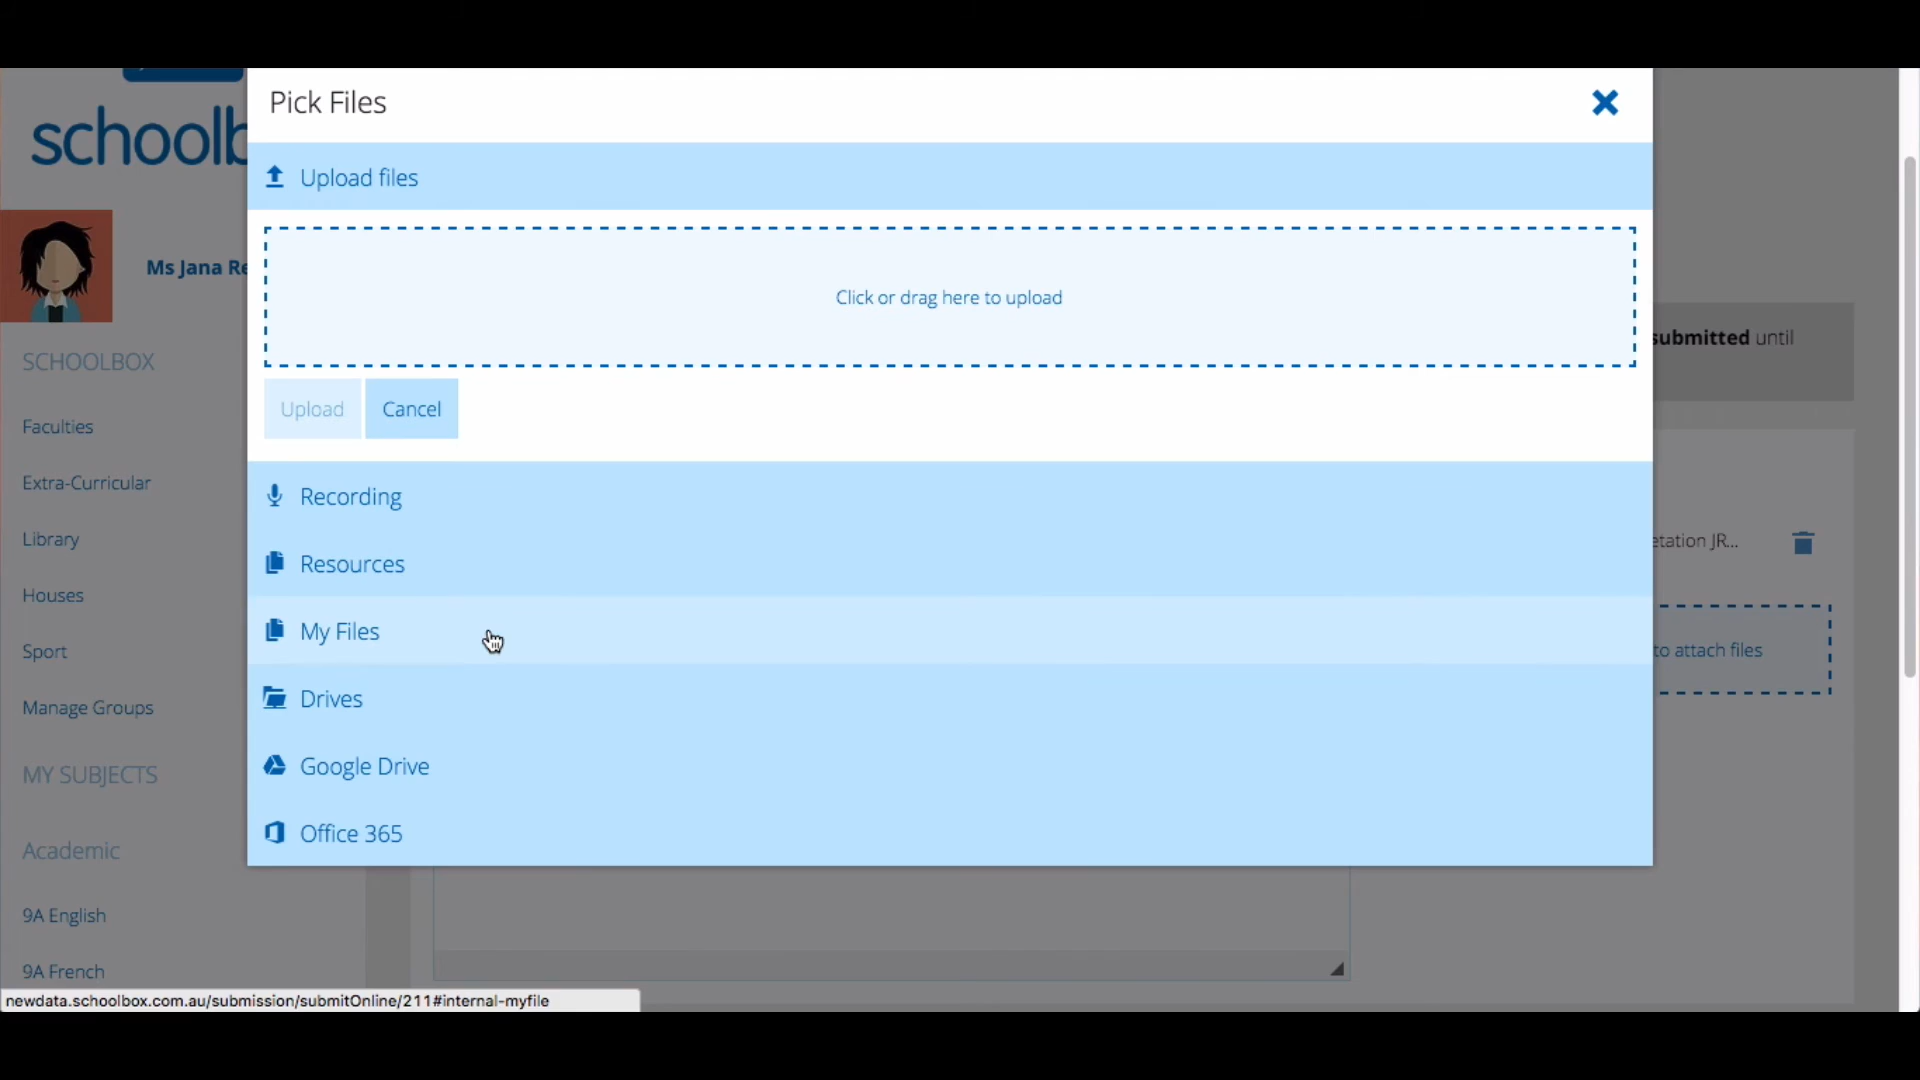 Pick Files
schoolb
Upload files
Ms Jana Re
Click or drag here to upload
submitted until
SCHOOLBOX
Upload
Cancel
Faculties
Extra-Curricular
Recording
Library
etation JR...
Resources
Houses
My Files
Sport
to attach files
Drives
Manage Groups
Google Drive
MY SUBJECTS
Office 365
Academic
9A English
9A French
newdata.schoolbox.com.au/submission/submitOnline/211#internal-myfile